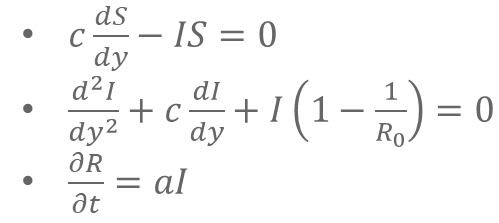 • c dS/dy − IS = 0
• d²I/dy² + c dI/dy + I(1 − 1/R₀) = 0
• ∂R/∂t = aI